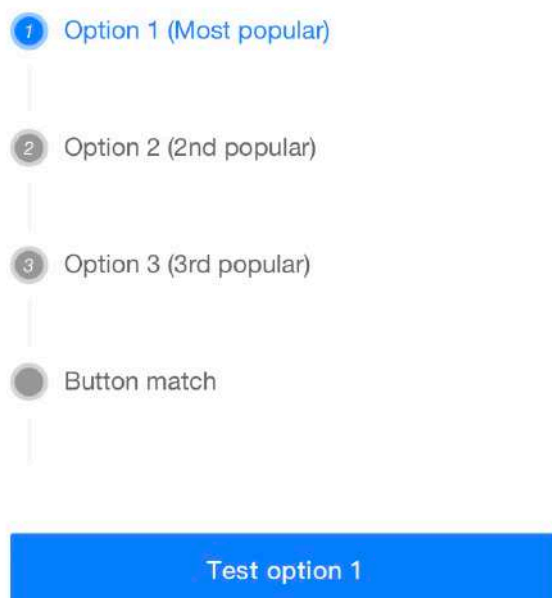 1 Option 1 (Most popular)
2 Option 2 (2nd popular)
3 Option 3 (3rd popular)
Button match
Test option 1